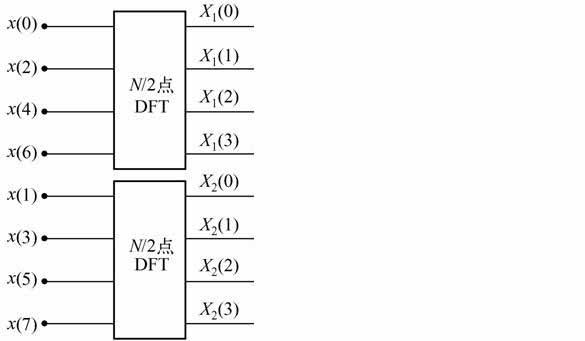 x(0) X₁(0)
x(2) X₁(1)
N/2点
DFT
x(4) X₁(2)
x(6) X₁(3)
x(1) X₂(0)
x(3) X₂(1)
N/2点
DFT
x(5) X₂(2)
x(7) X₂(3)